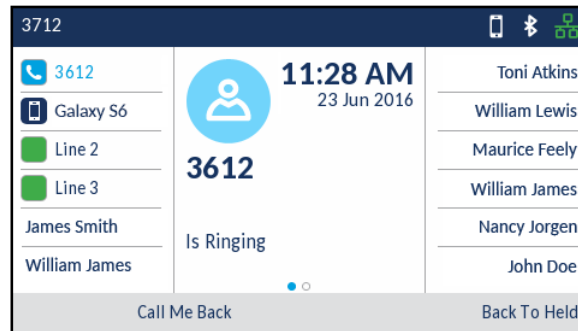 3712
3612
Galaxy S6
Line 2
Line 3
James Smith
William James
11:28 AM
23 Jun 2016
3612
Is Ringing
Toni Atkins
William Lewis
Maurice Feely
William James
Nancy Jorgen
John Doe
Call Me Back
Back To Held